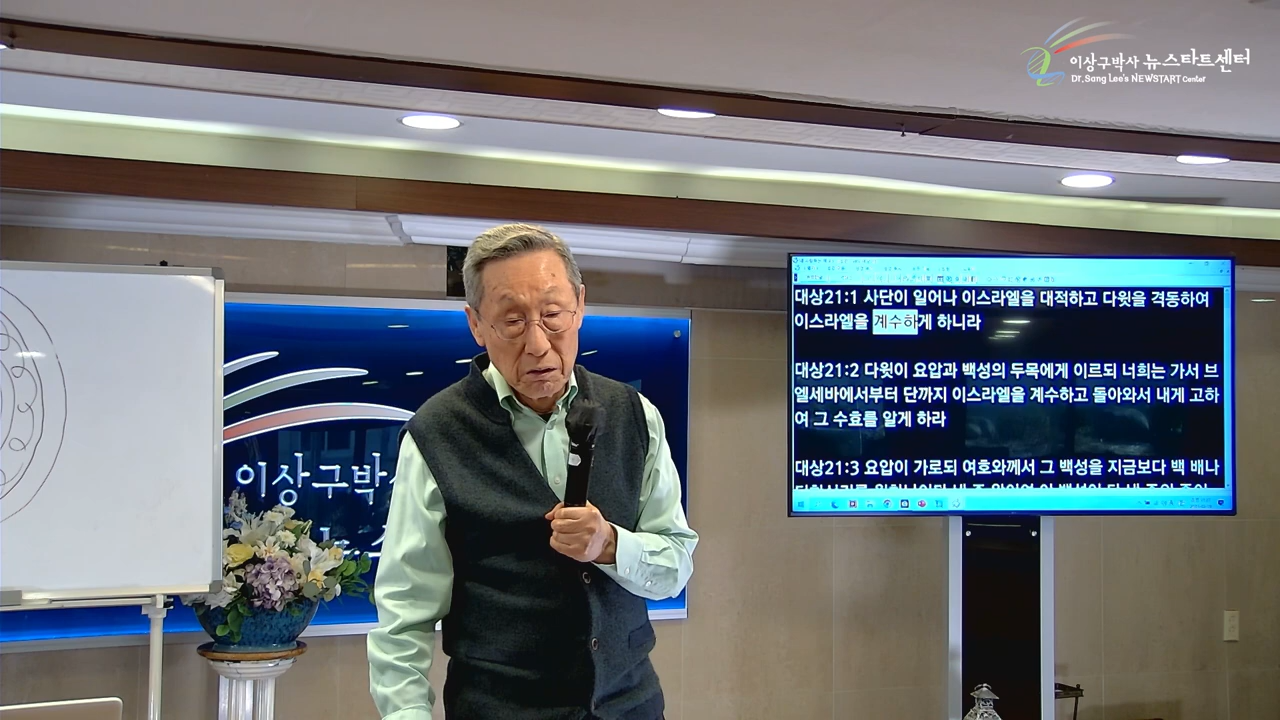 이상구박사 뉴스타트센터
Dr. Sang Lee's NEWSTART Center
대상21:1 사단이 일어나 이스라엘을 대적하고 다윗을 격동하여
이스라엘을 계수하게 하니라
대상21:2 다윗이 요압과 백성의 두목에게 이르되 너희는 가서 브
엘세바에서부터 단까지 이스라엘을 계수하고 돌아와서 내게 고하
여 그 수효를 알게 하라
대상21:3 요압이 가로되 여호와께서 그 백성을 지금보다 백 배나
이상구박